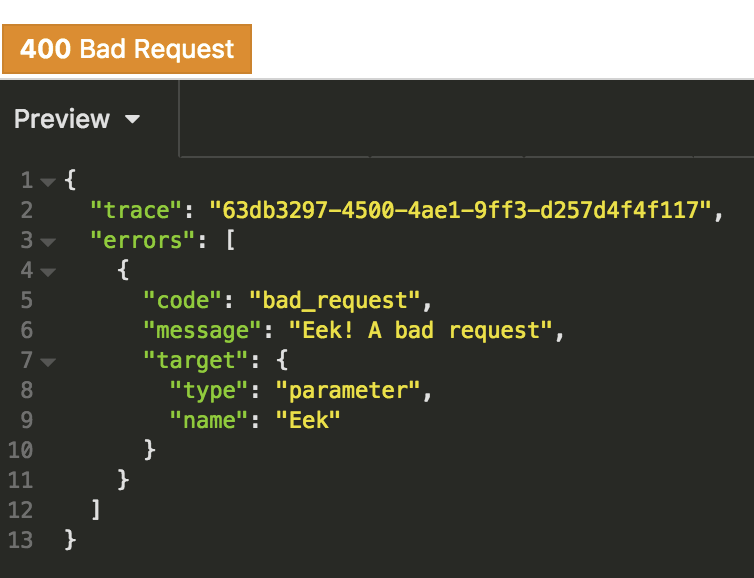 400 Bad Request
Preview
1 {
2 "trace": "63db3297-4500-4ae1-9ff3-d257d4f4f117",
3 "errors": [
4 {
5 "code": "bad_request",
6 "message": "Eek! A bad request",
7 "target": {
8 "type": "parameter",
9 "name": "Eek"
10 }
11 }
12 ]
13 }